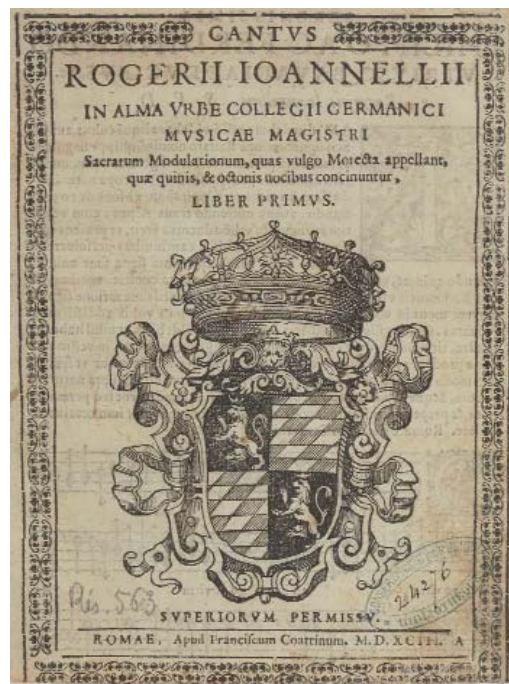 CANTVS
ROGERII IOANNELLII
IN ALMA VRBE COLLEGII GERMANICI
MVSICAE MAGISTRI
Sacrarum Modulationum, quas vulgo Motecta appellant,
quæ quinis, & octonis uocibus concinuntur,
LIBER PRIMVS.
Rés. 563
214276
SVPERIORVM PERMISSV.
ROMAE, Apud Franciscum Coattinum. M.D.XCIII. A